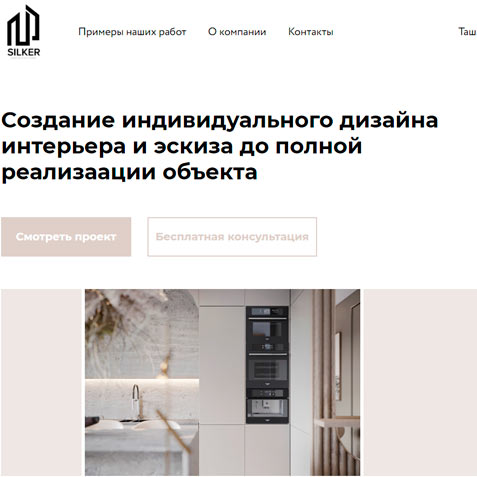 SILKER
Примеры наших работ
О компании
Контакты
Таш
Создание индивидуального дизайна
интерьера и эскиза до полной
реализаации объекта
Смотреть проект
Бесплатная консультация